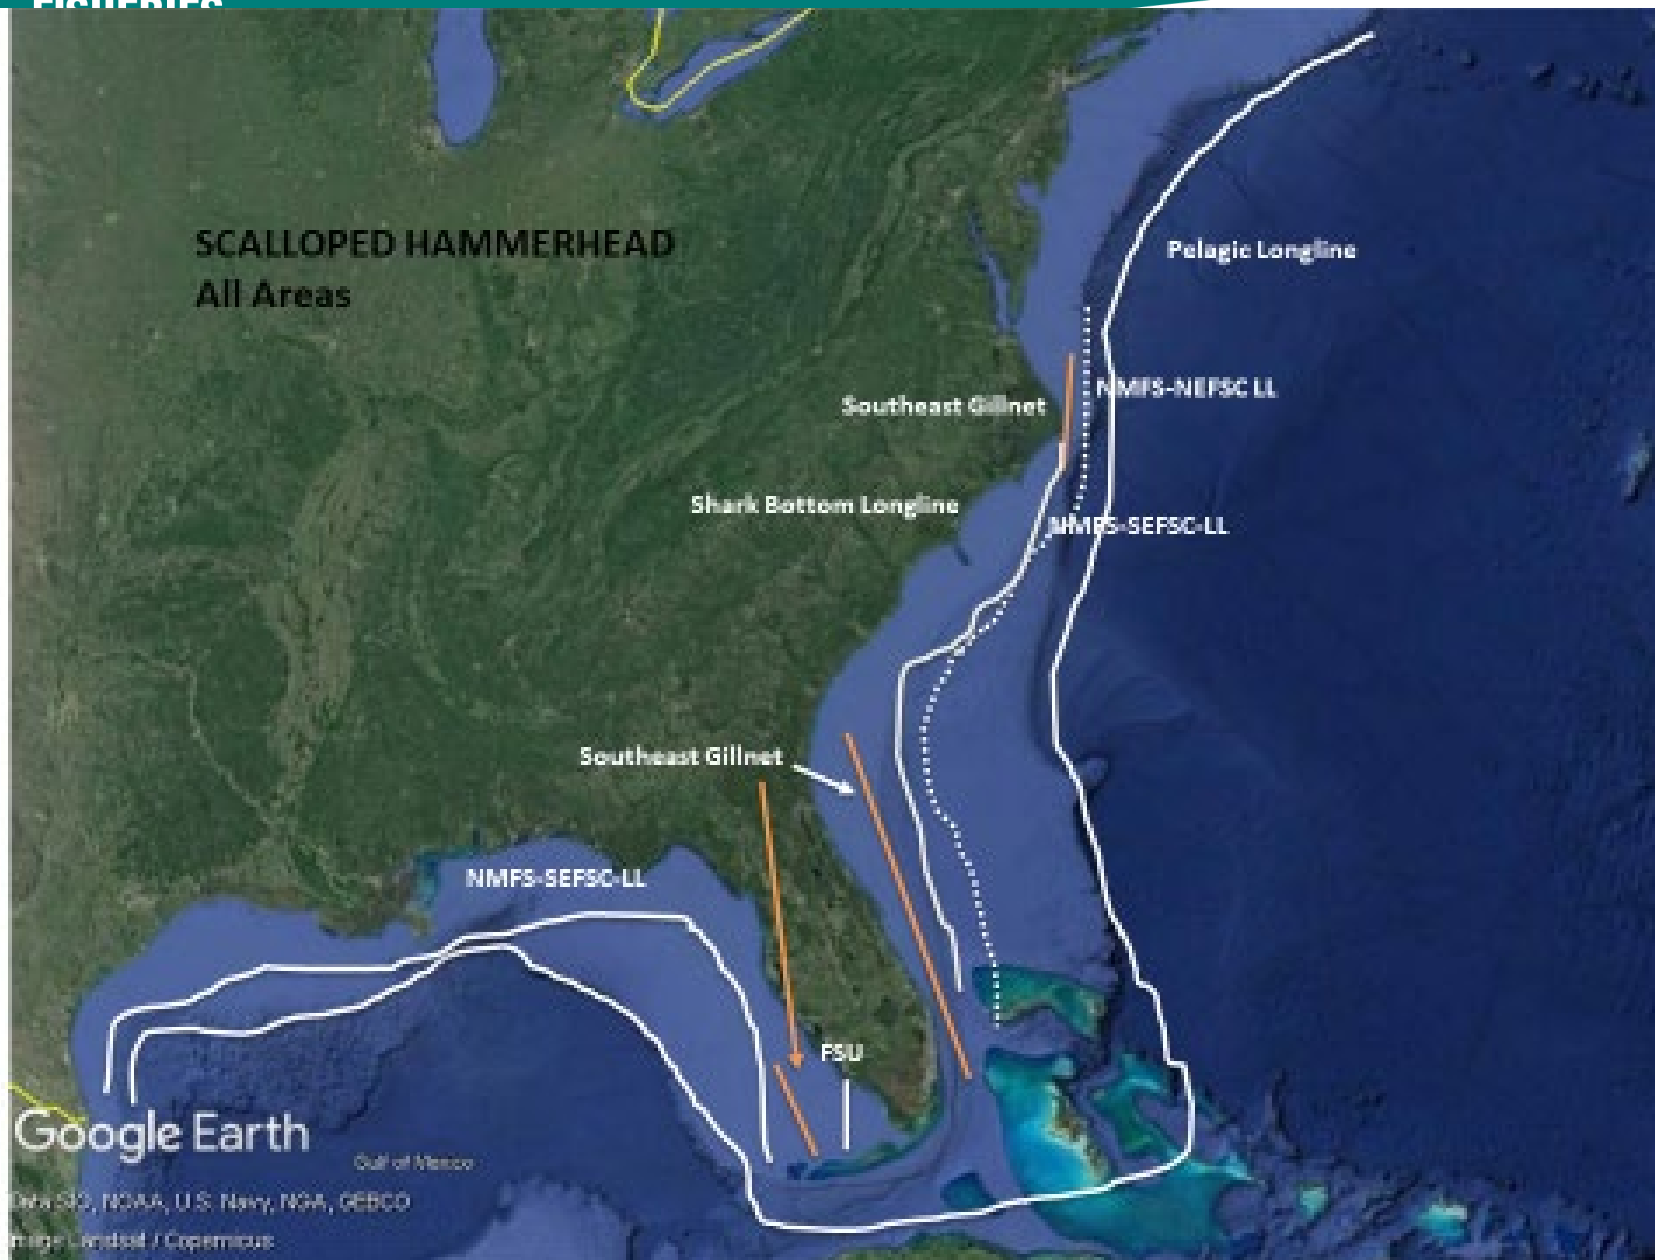 FISHERIES
SCALLOPED HAMMERHEAD
All Areas
Pelagic Longline
NMFS-NEFSC LL
Southeast Gillnet
Shark Bottom Longline
NMFS-SEFSC-LL
Southeast Gillnet
NMFS-SEFSC-LL
FSU
Google Earth
Gulf of Mexico
Data SIO, NOAA, U.S. Navy, NGA, GEBCO
Image Landsat / Copernicus